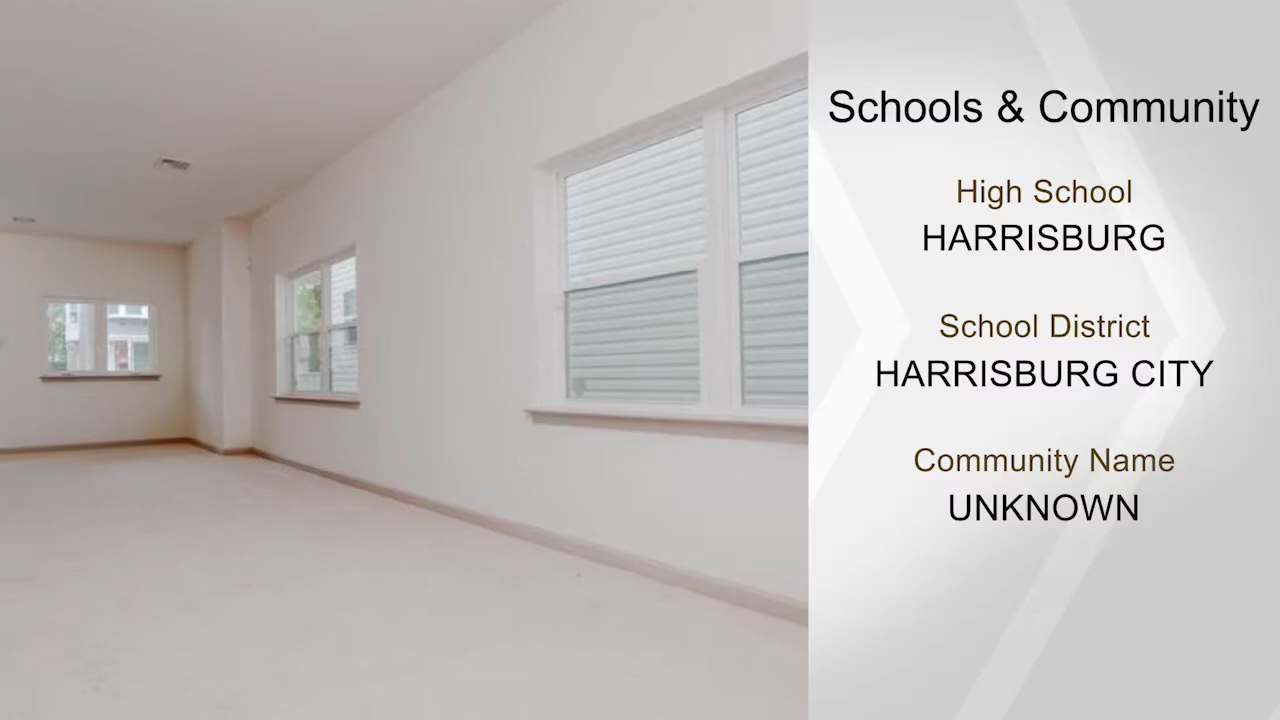 Schools & Community
High School
HARRISBURG
School District
HARRISBURG CITY
Community Name
UNKNOWN